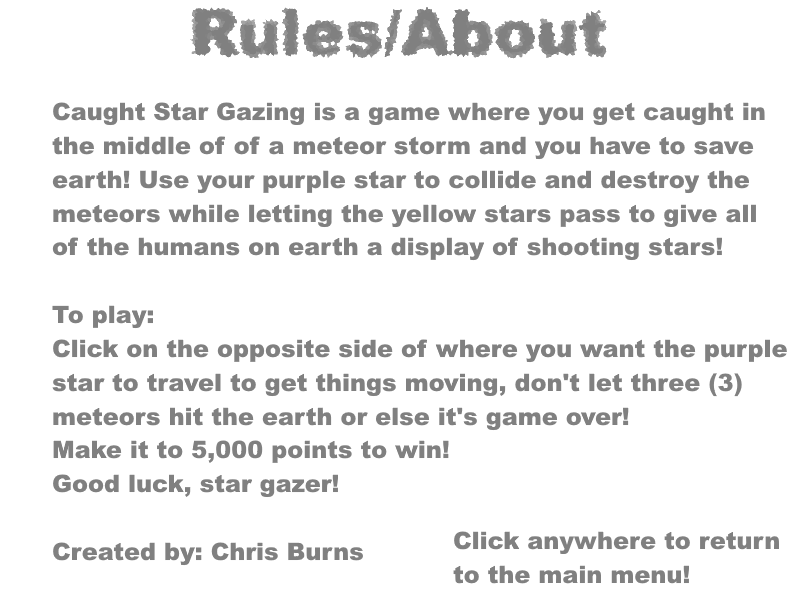 Rules/About
Caught Star Gazing is a game where you get caught in
the middle of of a meteor storm and you have to save
earth! Use your purple star to collide and destroy the
meteors while letting the yellow stars pass to give all
of the humans on earth a display of shooting stars!
To play:
Click on the opposite side of where you want the purple
star to travel to get things moving, don't let three (3)
meteors hit the earth or else it's game over!
Make it to 5,000 points to win!
Good luck, star gazer!
Created by: Chris Burns
Click anywhere to return
to the main menu!